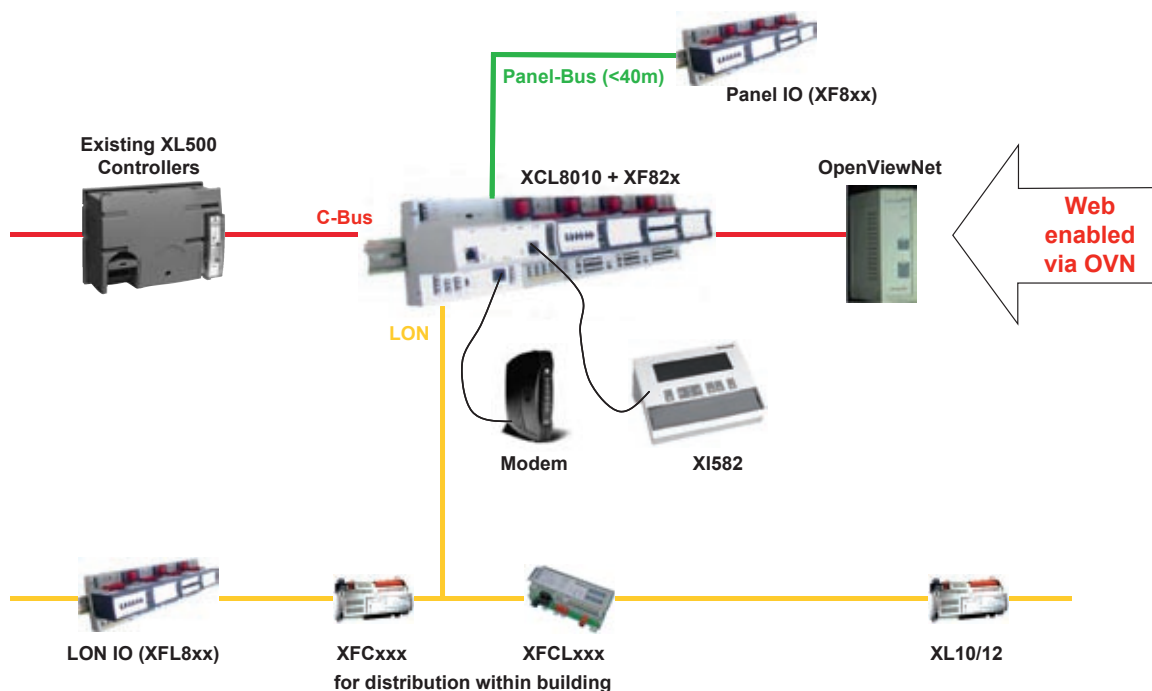 Panel-Bus (<40m)
Panel IO (XF8xx)
Existing XL500
Controllers
XCL8010 + XF82x
OpenViewNet
C-Bus
Web
enabled
via OVN
LON
Modem
XI582
LON IO (XFL8xx)
XFCxxx
XFCLxxx
XL10/12
for distribution within building